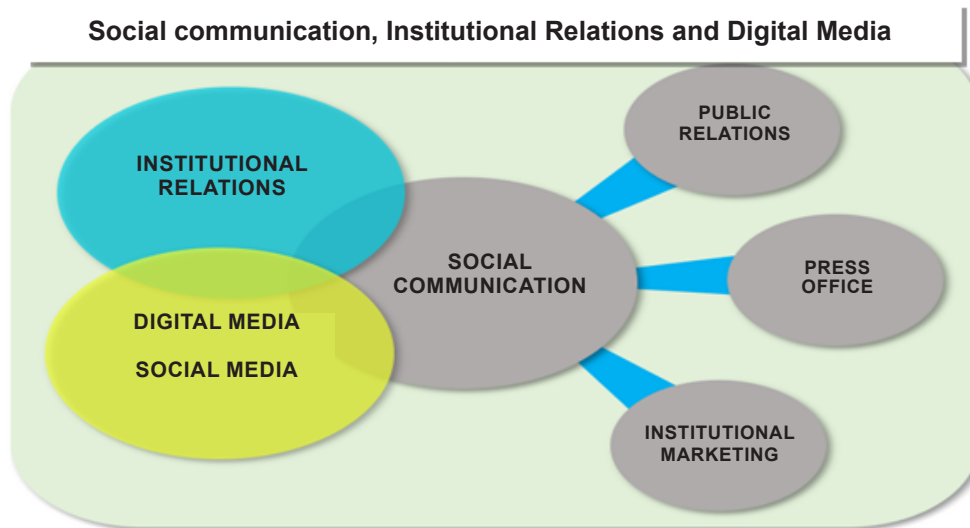 Social communication, Institutional Relations and Digital Media
INSTITUTIONAL
RELATIONS
DIGITAL MEDIA
SOCIAL MEDIA
SOCIAL
COMMUNICATION
PUBLIC
RELATIONS
PRESS
OFFICE
INSTITUTIONAL
MARKETING